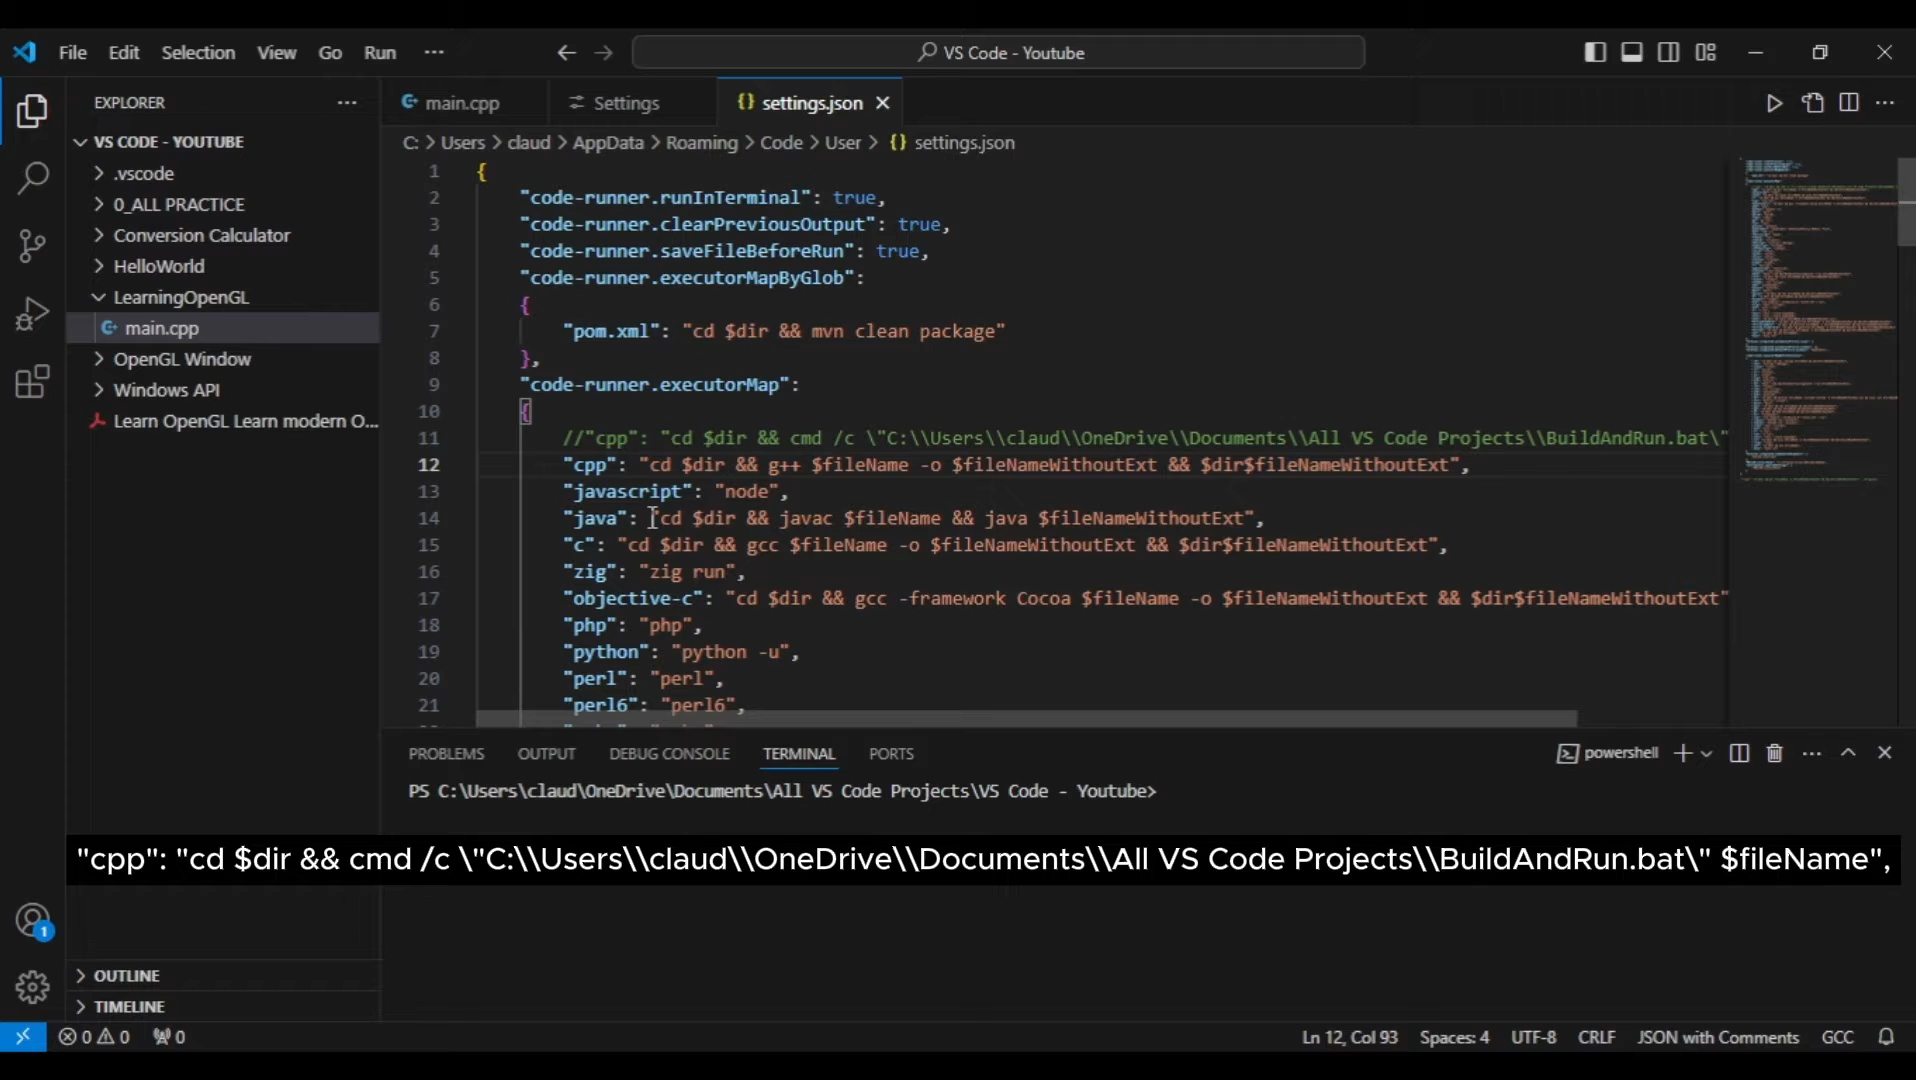 File Edit Selection View Go Run ···
VS Code - Youtube
EXPLORER ···
VS CODE - YOUTUBE
.vscode
0_ALL PRACTICE
Conversion Calculator
HelloWorld
LearningOpenGL
main.cpp
OpenGL Window
Windows API
Learn OpenGL Learn modern O...
OUTLINE
TIMELINE
main.cpp Settings {} settings.json
C: > Users > claud > AppData > Roaming > Code > User > {} settings.json
1 {
2 "code-runner.runInTerminal": true,
3 "code-runner.clearPreviousOutput": true,
4 "code-runner.saveFileBeforeRun": true,
5 "code-runner.executorMapByGlob":
6 {
7 "pom.xml": "cd $dir && mvn clean package"
8 },
9 "code-runner.executorMap":
10 {
11 //"cpp": "cd $dir && cmd /c \"C:\\Users\\claud\\OneDrive\\Documents\\All VS Code Projects\\BuildAndRun.bat\"
12 "cpp": "cd $dir && g++ $fileName -o $fileNameWithoutExt && $dir$fileNameWithoutExt",
13 "javascript": "node",
14 "java": "cd $dir && javac $fileName && java $fileNameWithoutExt",
15 "c": "cd $dir && gcc $fileName -o $fileNameWithoutExt && $dir$fileNameWithoutExt",
16 "zig": "zig run",
17 "objective-c": "cd $dir && gcc -framework Cocoa $fileName -o $fileNameWithoutExt && $dir$fileNameWithoutExt"
18 "php": "php",
19 "python": "python -u",
20 "perl": "perl",
21 "perl6": "perl6",
PROBLEMS OUTPUT DEBUG CONSOLE TERMINAL PORTS
powershell
PS C:\Users\claud\OneDrive\Documents\All VS Code Projects\VS Code - Youtube>
"cpp": "cd $dir && cmd /c \"C:\\Users\\claud\\OneDrive\\Documents\\All VS Code Projects\\BuildAndRun.bat\" $fileName",
1
0 0 0
Ln 12, Col 93 Spaces: 4 UTF-8 CRLF JSON with Comments GCC